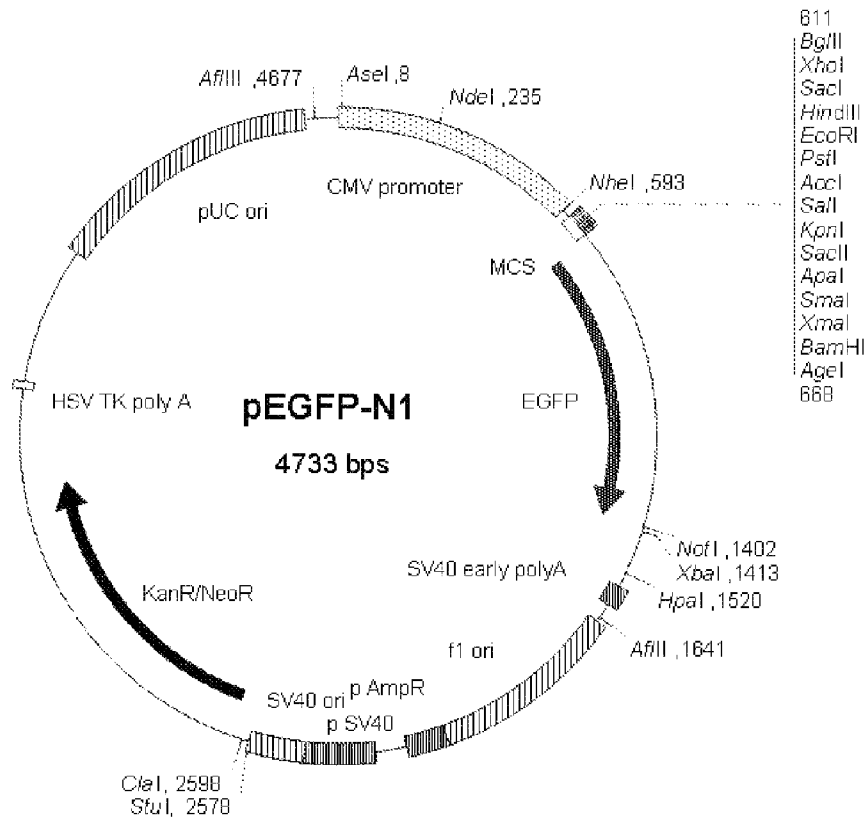 611
BglII
XhoI
SacI
HindIII
EcoRI
PstI
AccI
SalI
KpnI
SacII
ApaI
SmaI
XmaI
BamHI
AgeI
668
AflIII ,4677
AseI ,8
NdeI ,235
NheI ,593
CMV promoter
pUC ori
MCS
HSV TK poly A
pEGFP-N1
4733 bps
EGFP
NotI ,1402
XbaI ,1413
HpaI ,1520
AflII ,1641
SV40 early polyA
KanR/NeoR
f1 ori
SV40 ori
p AmpR
p SV40
ClaI, 2598
StuI, 2578